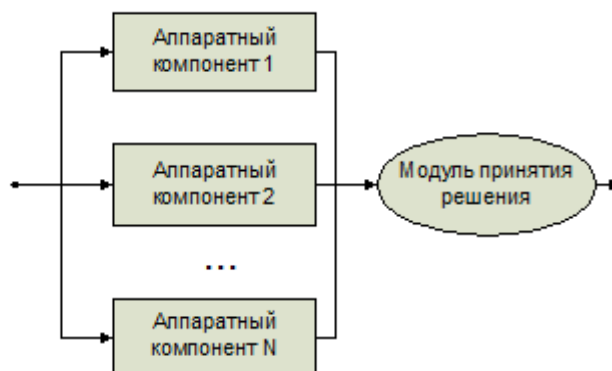 Аппаратный
компонент 1
Аппаратный
компонент 2
Модуль принятия
решения
...
Аппаратный
компонент N